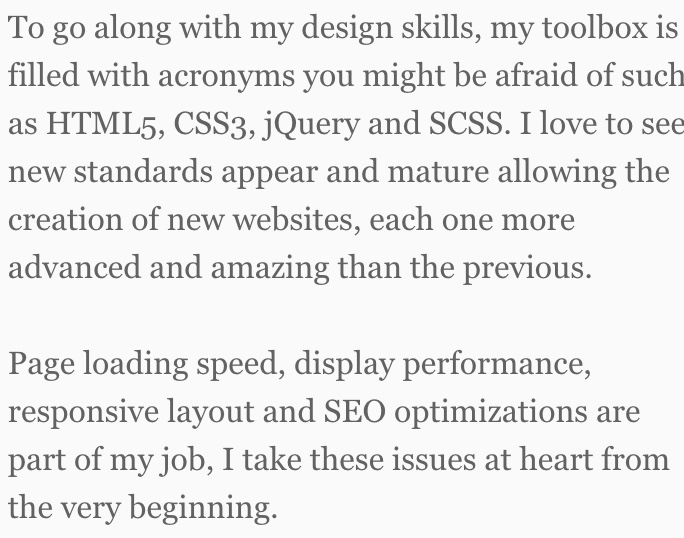 To go along with my design skills, my toolbox is
filled with acronyms you might be afraid of such
as HTML5, CSS3, jQuery and SCSS. I love to see
new standards appear and mature allowing the
creation of new websites, each one more
advanced and amazing than the previous.
Page loading speed, display performance,
responsive layout and SEO optimizations are
part of my job, I take these issues at heart from
the very beginning.